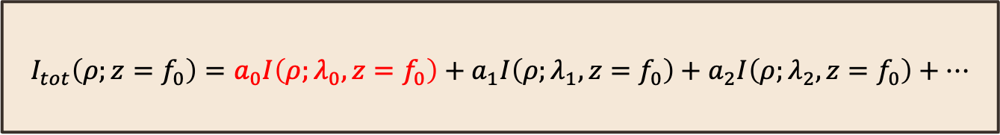 I_{tot}(ρ; z = f_0) = a_0 I(ρ; λ_0, z = f_0) + a_1 I(ρ; λ_1, z = f_0) + a_2 I(ρ; λ_2, z = f_0) + ⋯